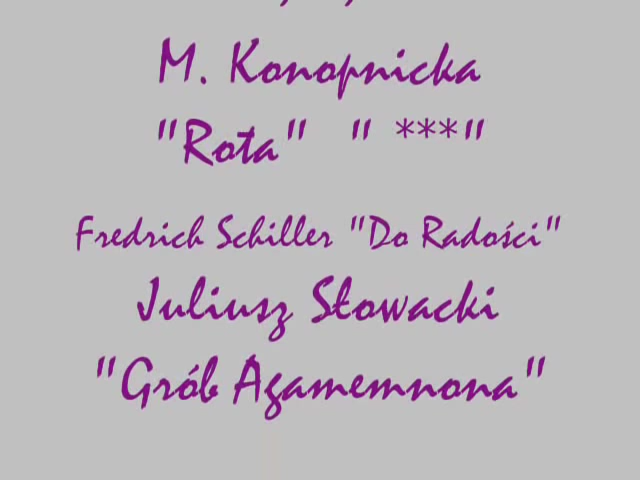 M. Konopnicka
"Rota" " ***"
Fredrich Schiller "Do Radości"
Juliusz Słowacki
"Grób Agamemnona"